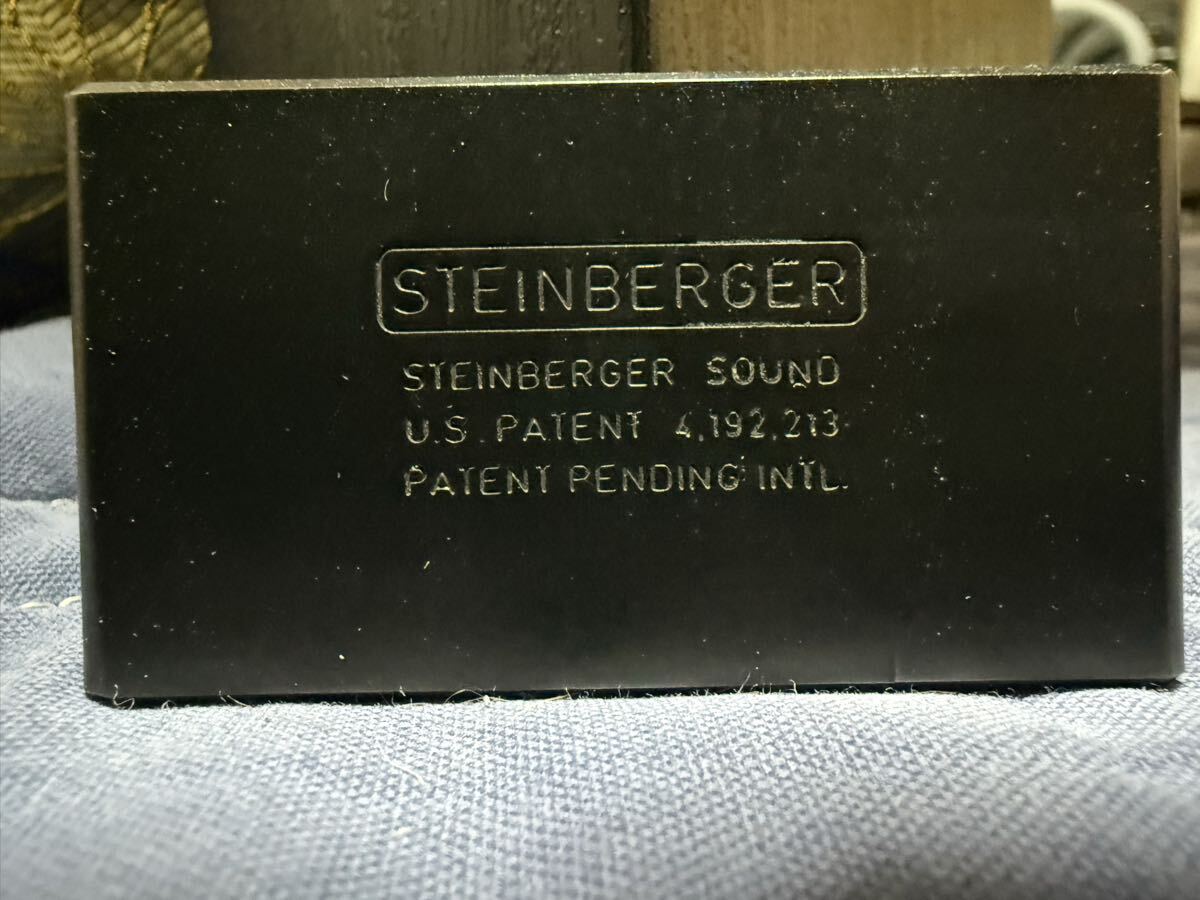 STEINBERGER
STEINBERGER SOUND
U.S. PATENT 4,192,213
PATENT PENDING INTL.